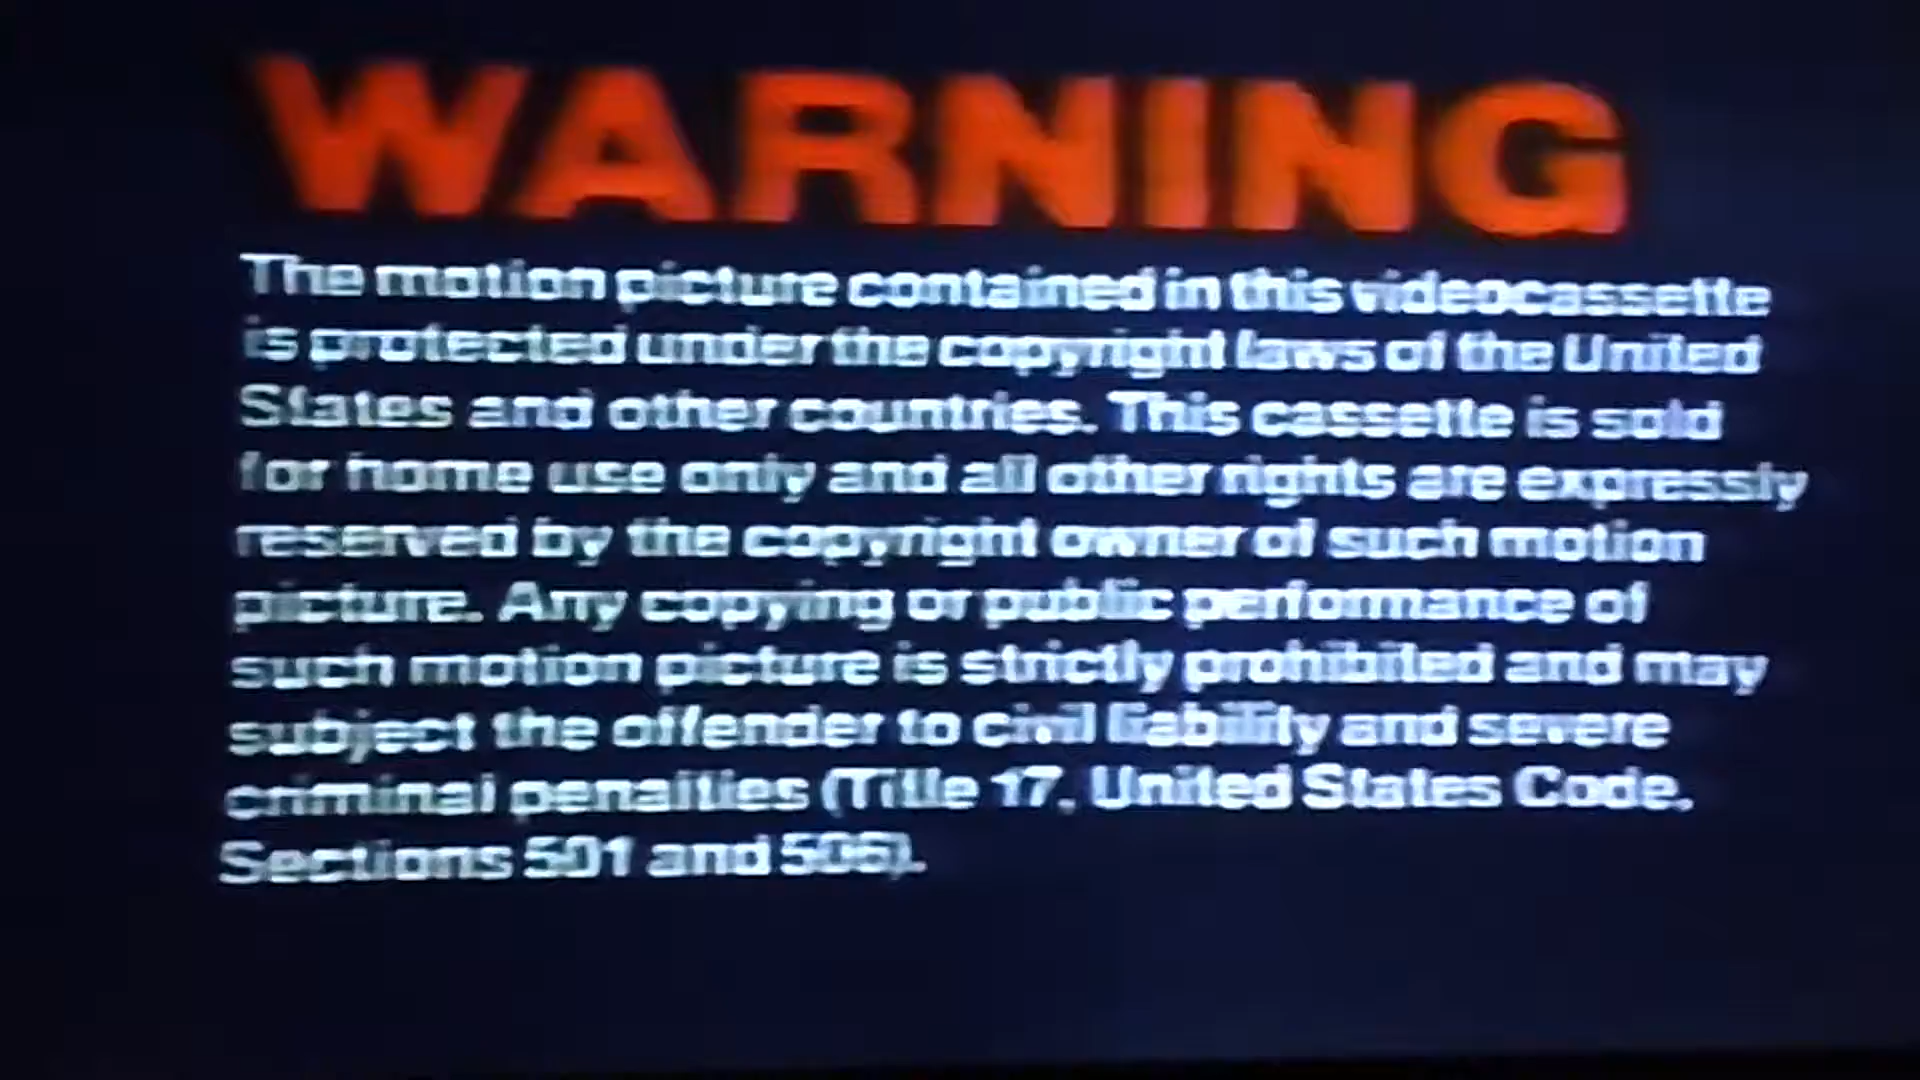 WARNING
The motion picture contained in this videocassette
is protected under the copyright laws of the United
States and other countries. This cassette is sold
for home use only and all other rights are expressly
reserved by the copyright owner of such motion
picture. Any copying or public performance of
such motion picture is strictly prohibited and may
subject the offender to civil liability and severe
criminal penalties (Title 17, United States Code,
Sections 501 and 506).